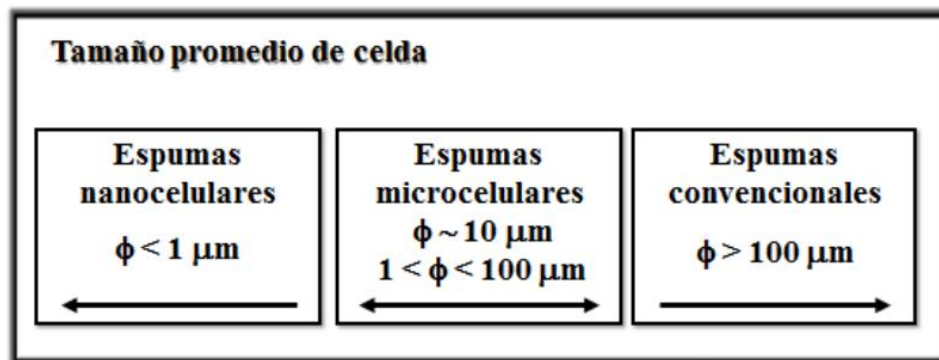 Tamaño promedio de celda
Espumas
nanocelulares
ϕ < 1 μm
Espumas
microcelulares
ϕ ~ 10 μm
1 < ϕ < 100 μm
Espumas
convencionales
ϕ > 100 μm